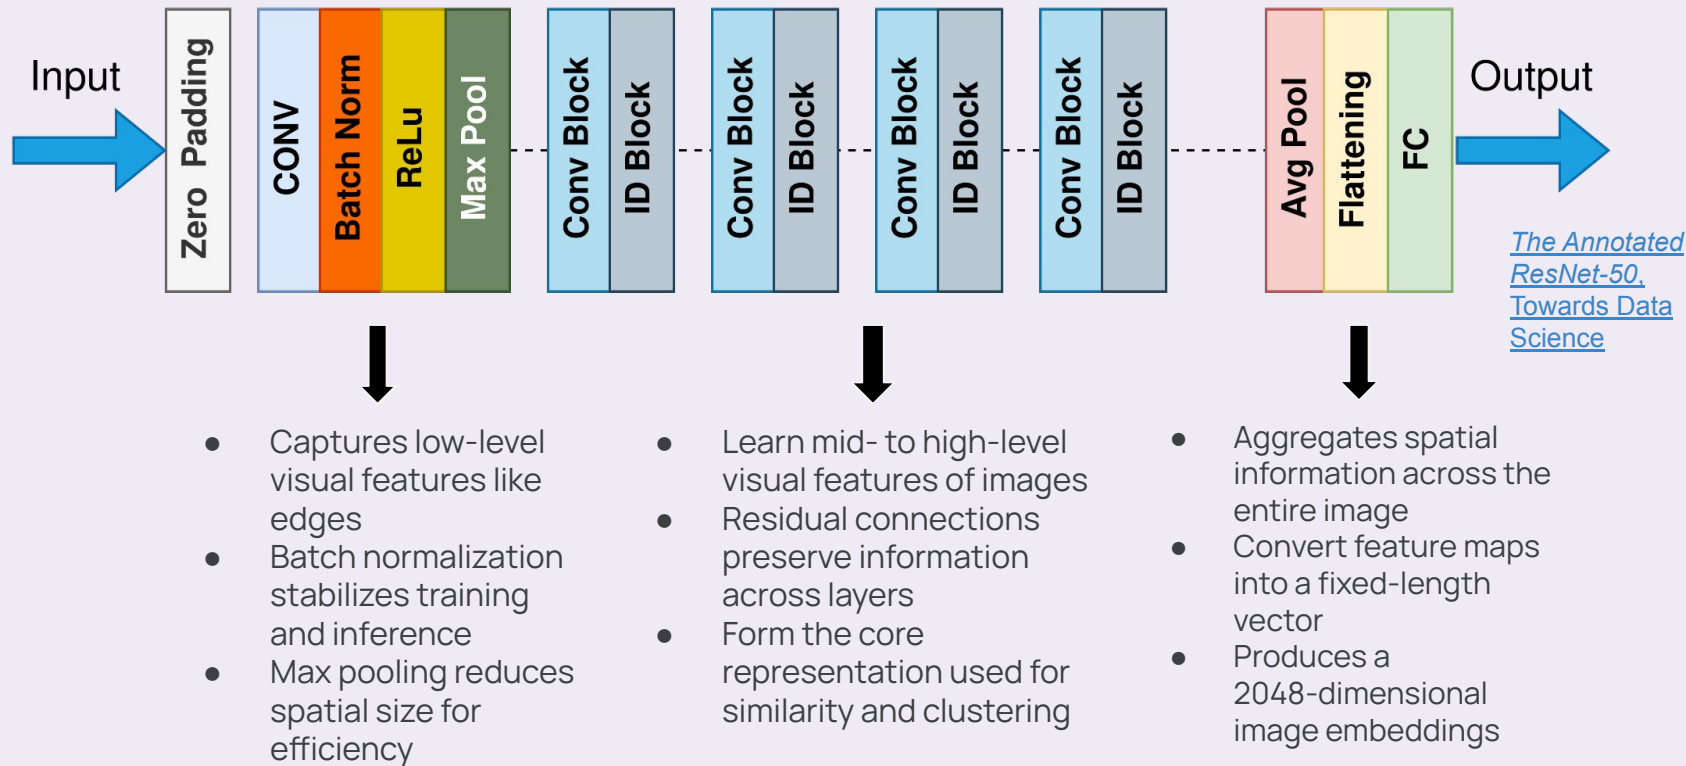 Input
Zero Padding
CONV
Batch Norm
ReLu
Max Pool
Conv Block
ID Block
Conv Block
ID Block
Conv Block
ID Block
Conv Block
ID Block
Avg Pool
Flattening
FC
Output
The Annotated
ResNet-50,
Towards Data
Science
● Captures low-level
visual features like
edges
● Batch normalization
stabilizes training
and inference
● Max pooling reduces
spatial size for
efficiency
● Learn mid- to high-level
visual features of images
● Residual connections
preserve information
across layers
● Form the core
representation used for
similarity and clustering
● Aggregates spatial
information across the
entire image
● Convert feature maps
into a fixed-length
vector
● Produces a
2048-dimensional
image embeddings